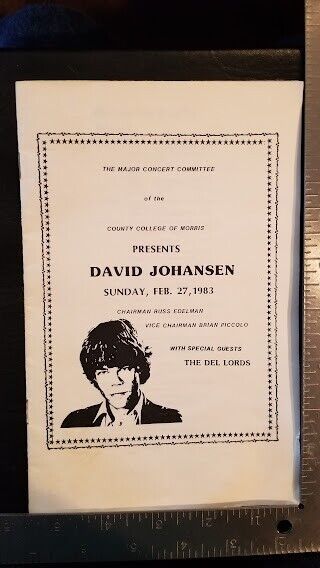 THE MAJOR CONCERT COMMITTEE
of the
COUNTY COLLEGE OF MORRIS
PRESENTS
DAVID JOHANSEN
SUNDAY, FEB. 27,1983
CHAIRMAN RUSS EDELMAN
VICE CHAIRMAN BRIAN PICCOLO
WITH SPECIAL GUESTS
THE DEL LORDS